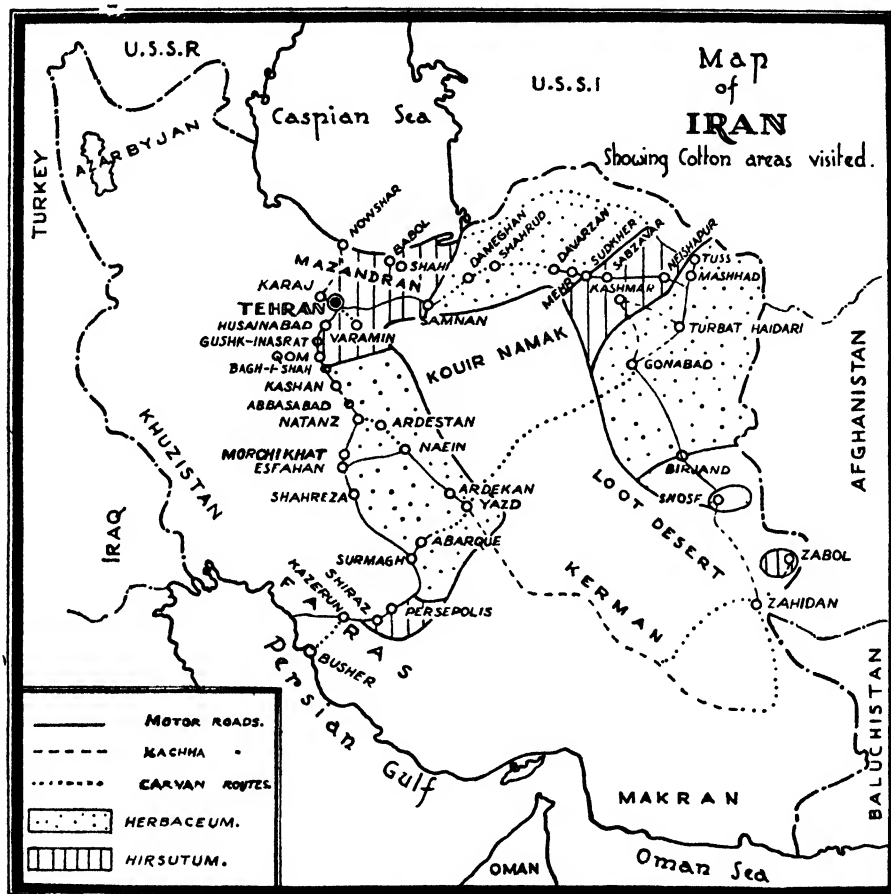 Map
of
IRAN
Showing Cotton areas visited.
U.S.S.R
U.S.S.I
Caspian Sea
TURKEY
AZARBYJAN
NOWSHAR
MAZANDRAN
BABOL
SHAHI
DAMEGHAN
SHAHRUD
DAVARZAN
SUDKHER
MEHR
SABZAVAR
NEISHAPUR
TUSS
MASHHAD
KASHMAR
KARAJ
TEHRAN
HUSAINABAD
VARAMIN
GUSHK-INASRAT
QOM
BAGH-I-SHAH
SAMNAN
KOUIR NAMAK
TURBAT HAIDARI
GONABAD
KASHAN
ABBASABAD
NATANZ
ARDESTAN
MORCHIKHAT
ESFAHAN
NAEIN
SHAHREZA
ARDEKAN
YAZD
ABARQUE
SURMAGH
BIRJAND
SHOSF
LOOT DESERT
AFGHANISTAN
KHUZISTAN
IRAQ
ZABOL
ZAHIDAN
KERMAN
FARS
KAZERUN
SHIRAZ
PERSEPOLIS
BUSHER
Persian Gulf
BALUCHISTAN
MAKRAN
OMAN
Oman Sea
MOTOR ROADS.
KACHHA "
CARVAN ROUTES.
HERBACEUM.
HIRSUTUM.